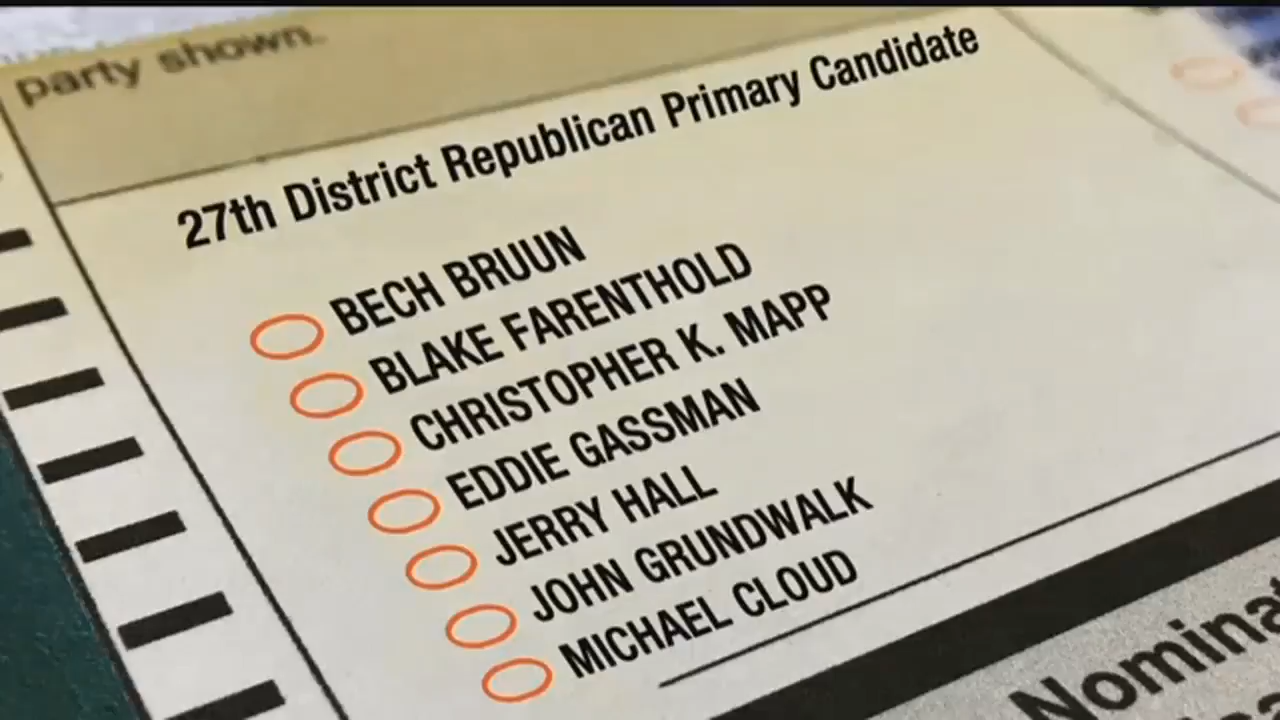 party shown.
27th District Republican Primary Candidate
BECH BRUUN
BLAKE FARENTHOLD
CHRISTOPHER K. MAPP
EDDIE GASSMAN
JERRY HALL
JOHN GRUNDWALK
MICHAEL CLOUD